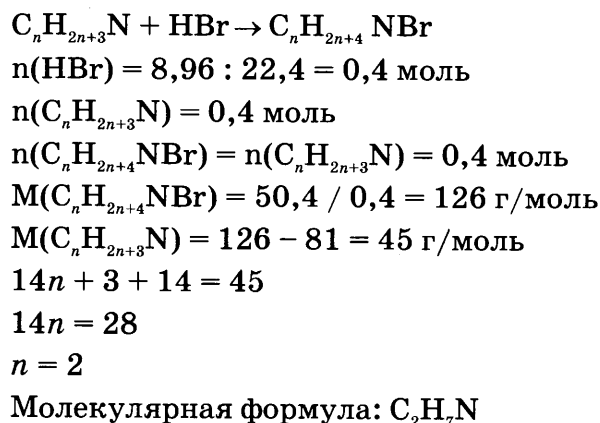 CₙH₂ₙ₊₃N + HBr → CₙH₂ₙ₊₄ NBr
n(HBr) = 8,96 : 22,4 = 0,4 моль
n(CₙH₂ₙ₊₃N) = 0,4 моль
n(CₙH₂ₙ₊₄NBr) = n(CₙH₂ₙ₊₃N) = 0,4 моль
M(CₙH₂ₙ₊₄NBr) = 50,4 / 0,4 = 126 г/моль
M(CₙH₂ₙ₊₃N) = 126 – 81 = 45 г/моль
14n + 3 + 14 = 45
14n = 28
n = 2
Молекулярная формула: C₂H₇N